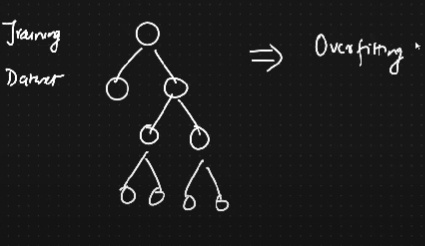 Training
Dataset
⇒ Overfitting